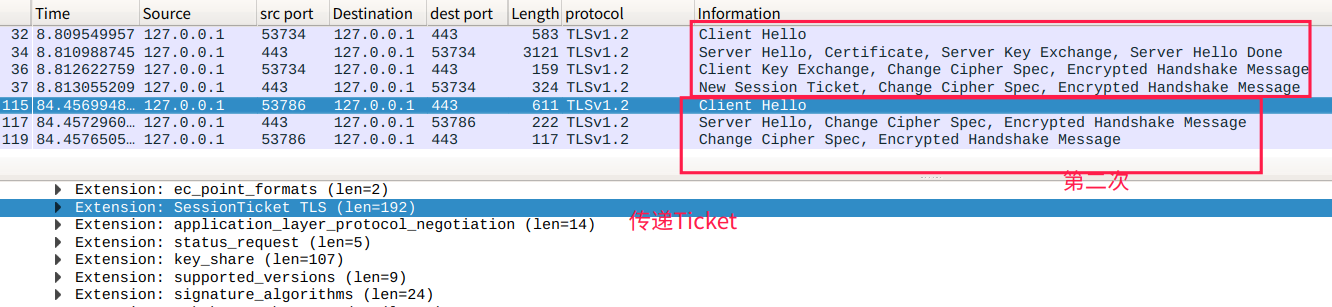 Time Source src port Destination dest port Length protocol Information
32 8.809549957 127.0.0.1 53734 127.0.0.1 443 583 TLSv1.2 Client Hello
34 8.810988745 127.0.0.1 443 127.0.0.1 53734 3121 TLSv1.2 Server Hello, Certificate, Server Key Exchange, Server Hello Done
36 8.812622759 127.0.0.1 53734 127.0.0.1 443 159 TLSv1.2 Client Key Exchange, Change Cipher Spec, Encrypted Handshake Message
37 8.813055209 127.0.0.1 443 127.0.0.1 53734 324 TLSv1.2 New Session Ticket, Change Cipher Spec, Encrypted Handshake Message
115 84.4569948… 127.0.0.1 53786 127.0.0.1 443 611 TLSv1.2 Client Hello
117 84.4572960… 127.0.0.1 443 127.0.0.1 53786 222 TLSv1.2 Server Hello, Change Cipher Spec, Encrypted Handshake Message
119 84.4576505… 127.0.0.1 53786 127.0.0.1 443 117 TLSv1.2 Change Cipher Spec, Encrypted Handshake Message
第二次
Extension: ec_point_formats (len=2)
Extension: SessionTicket TLS (len=192)
传递Ticket
Extension: application_layer_protocol_negotiation (len=14)
Extension: status_request (len=5)
Extension: key_share (len=107)
Extension: supported_versions (len=9)
Extension: signature_algorithms (len=24)